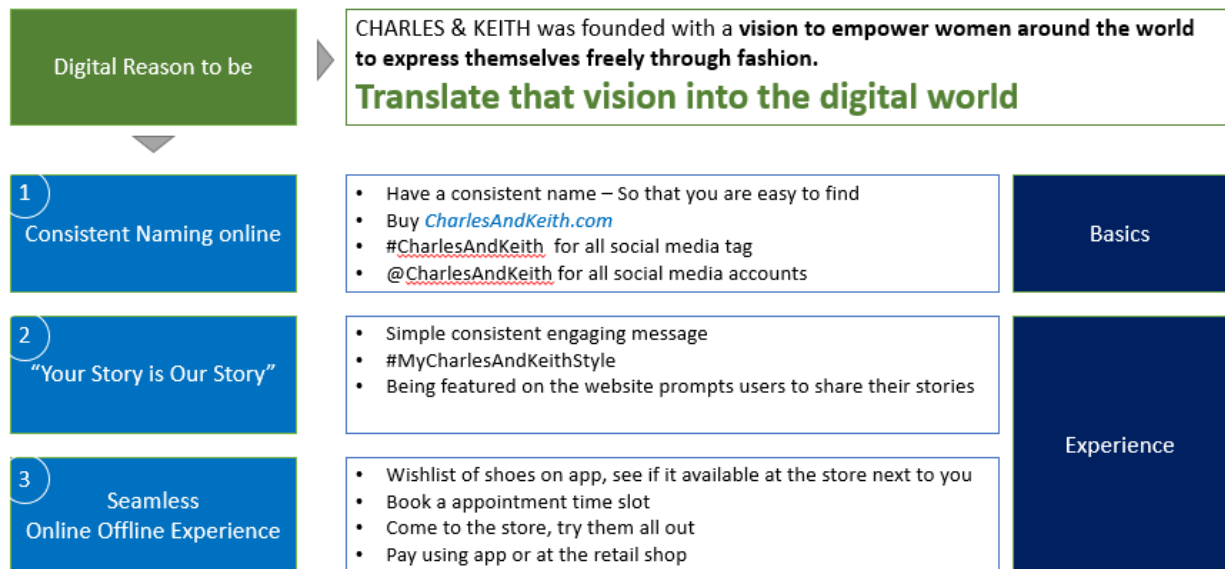 Digital Reason to be
CHARLES & KEITH was founded with a vision to empower women around the world
to express themselves freely through fashion.
Translate that vision into the digital world
1
Consistent Naming online
• Have a consistent name – So that you are easy to find
• Buy CharlesAndKeith.com
• #CharlesAndKeith for all social media tag
• @CharlesAndKeith for all social media accounts
Basics
2
“Your Story is Our Story”
• Simple consistent engaging message
• #MyCharlesAndKeithStyle
• Being featured on the website prompts users to share their stories
Experience
3
Seamless
Online Offline Experience
• Wishlist of shoes on app, see if it available at the store next to you
• Book a appointment time slot
• Come to the store, try them all out
• Pay using app or at the retail shop